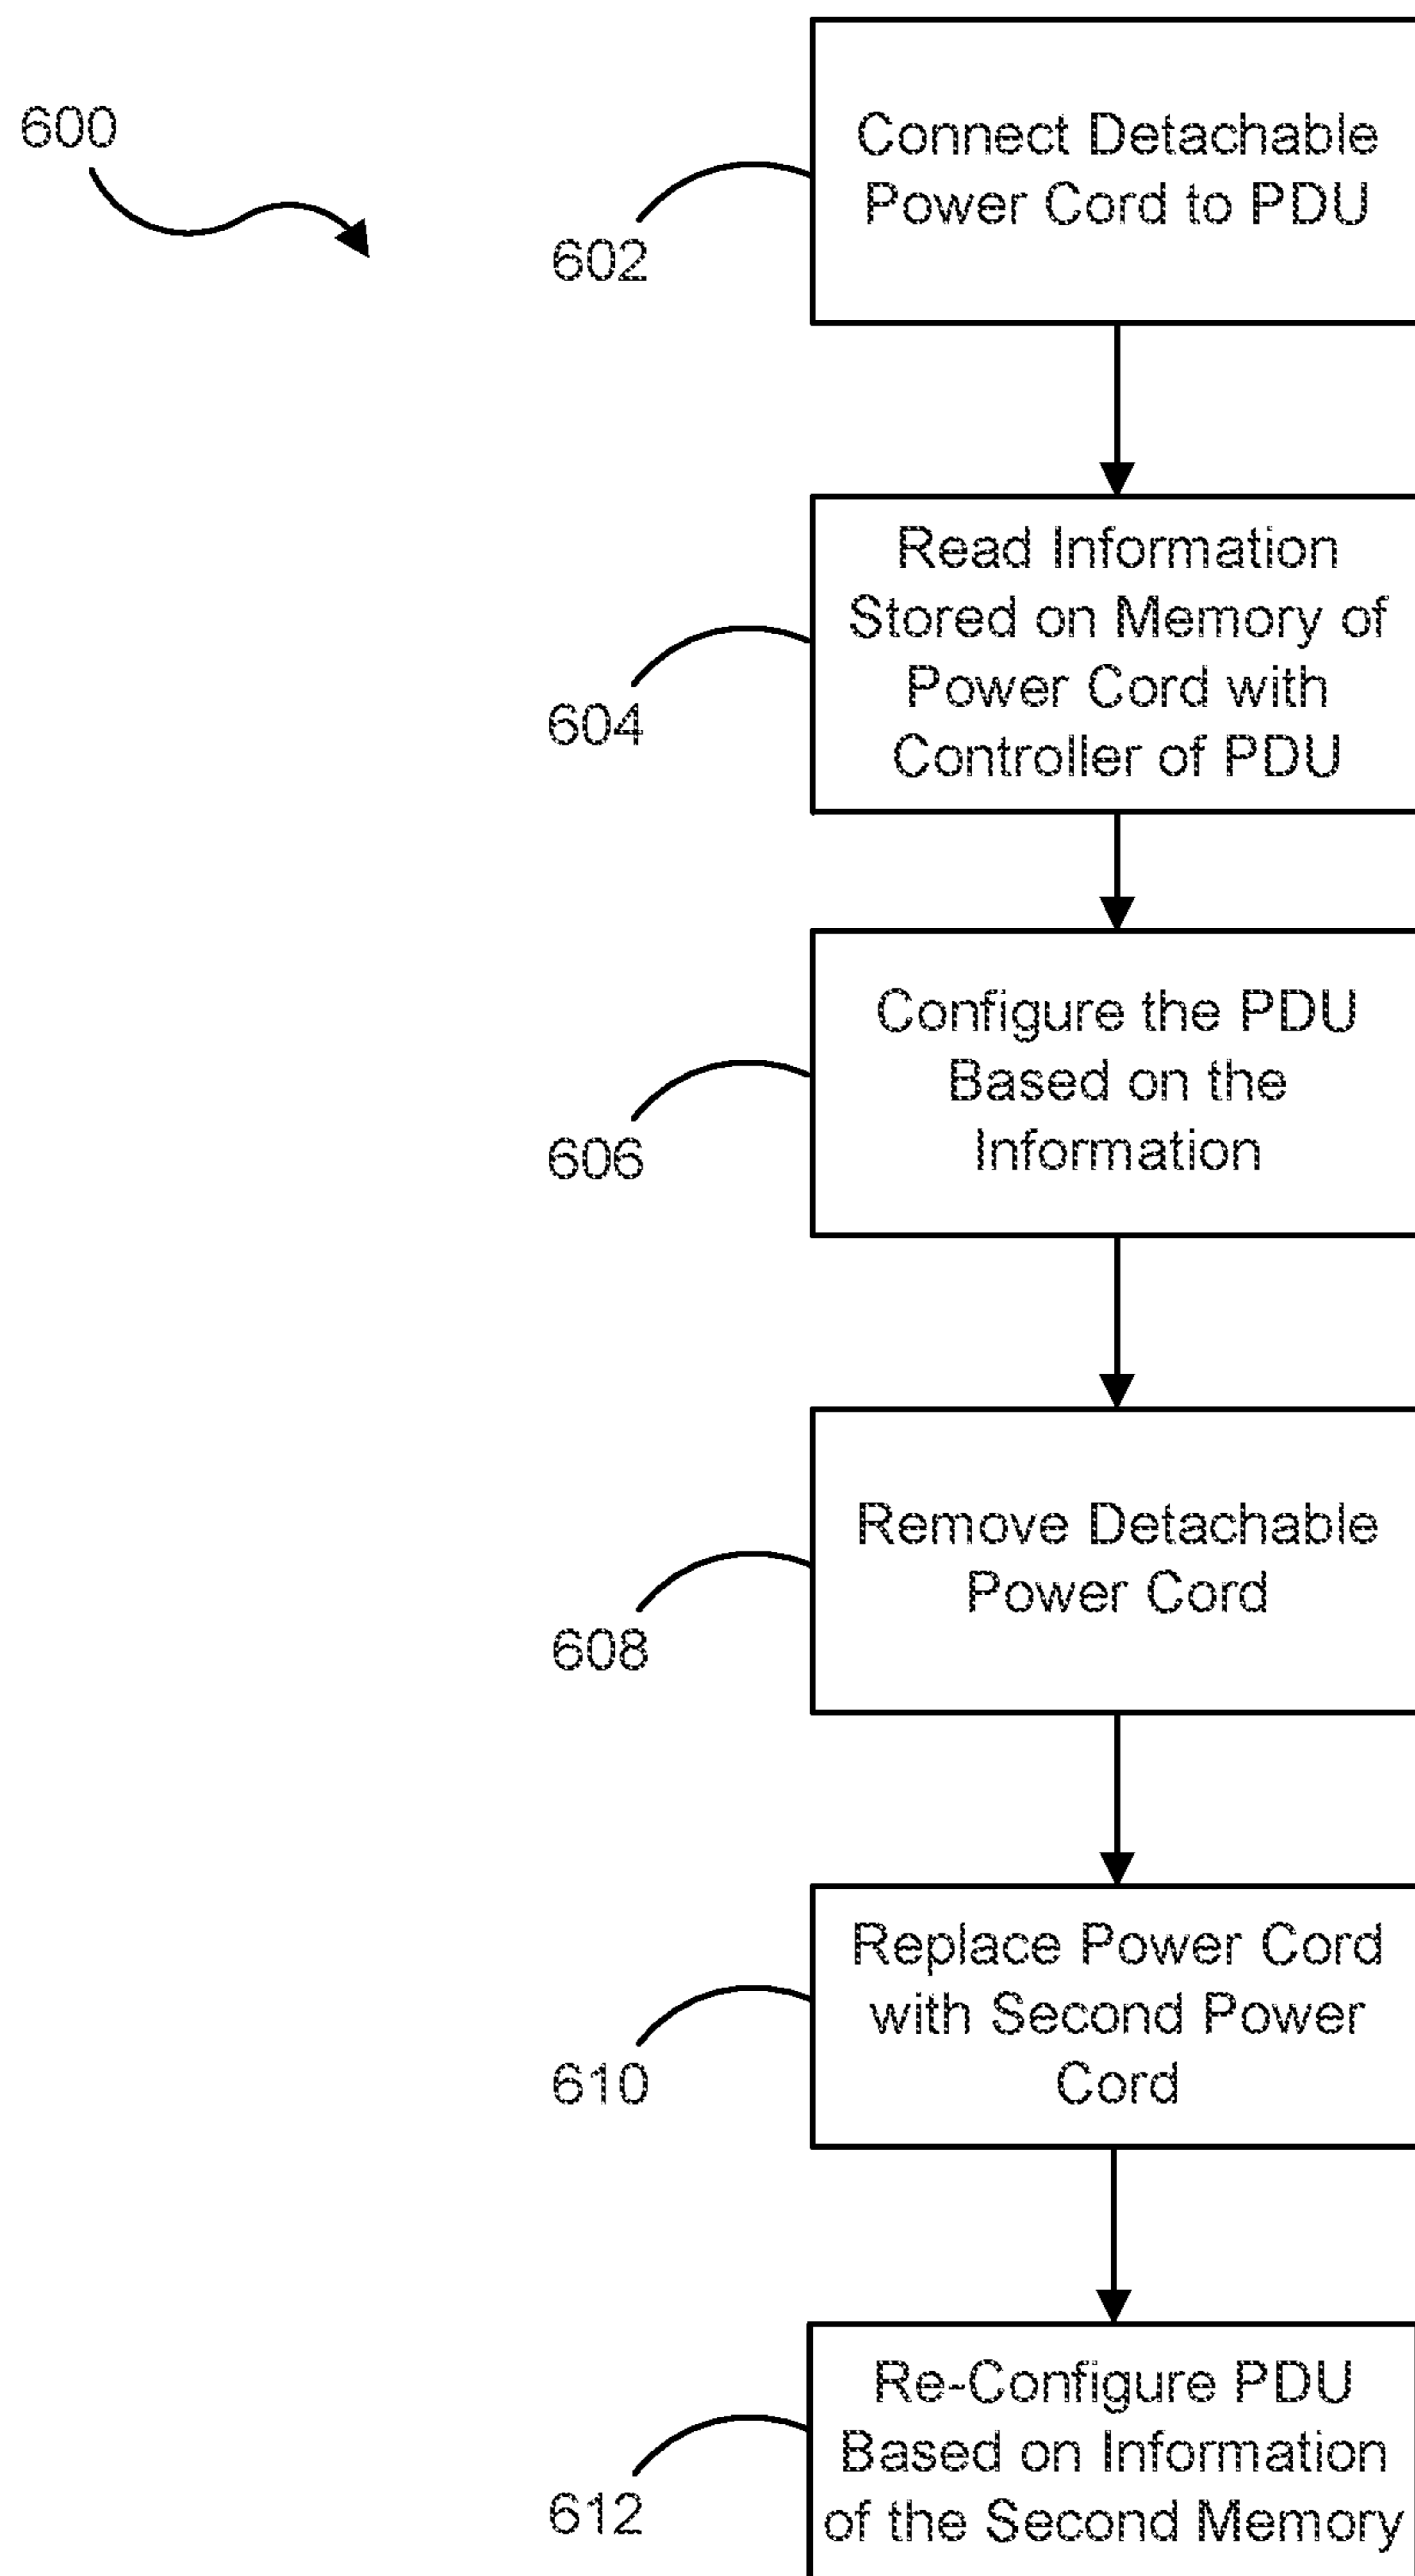 600
Connect Detachable
Power Cord to PDU
602
Read Information
Stored on Memory of
Power Cord with
Controller of PDU
604
Configure the PDU
Based on the
Information
606
Remove Detachable
Power Cord
608
Replace Power Cord
with Second Power
Cord
610
Re-Configure PDU
Based on Information
of the Second Memory
612